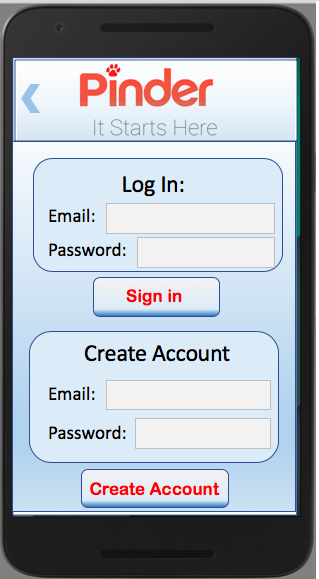 Pinder
It Starts Here
Log In:
Email:
Password:
Sign in
Create Account
Email:
Password:
Create Account